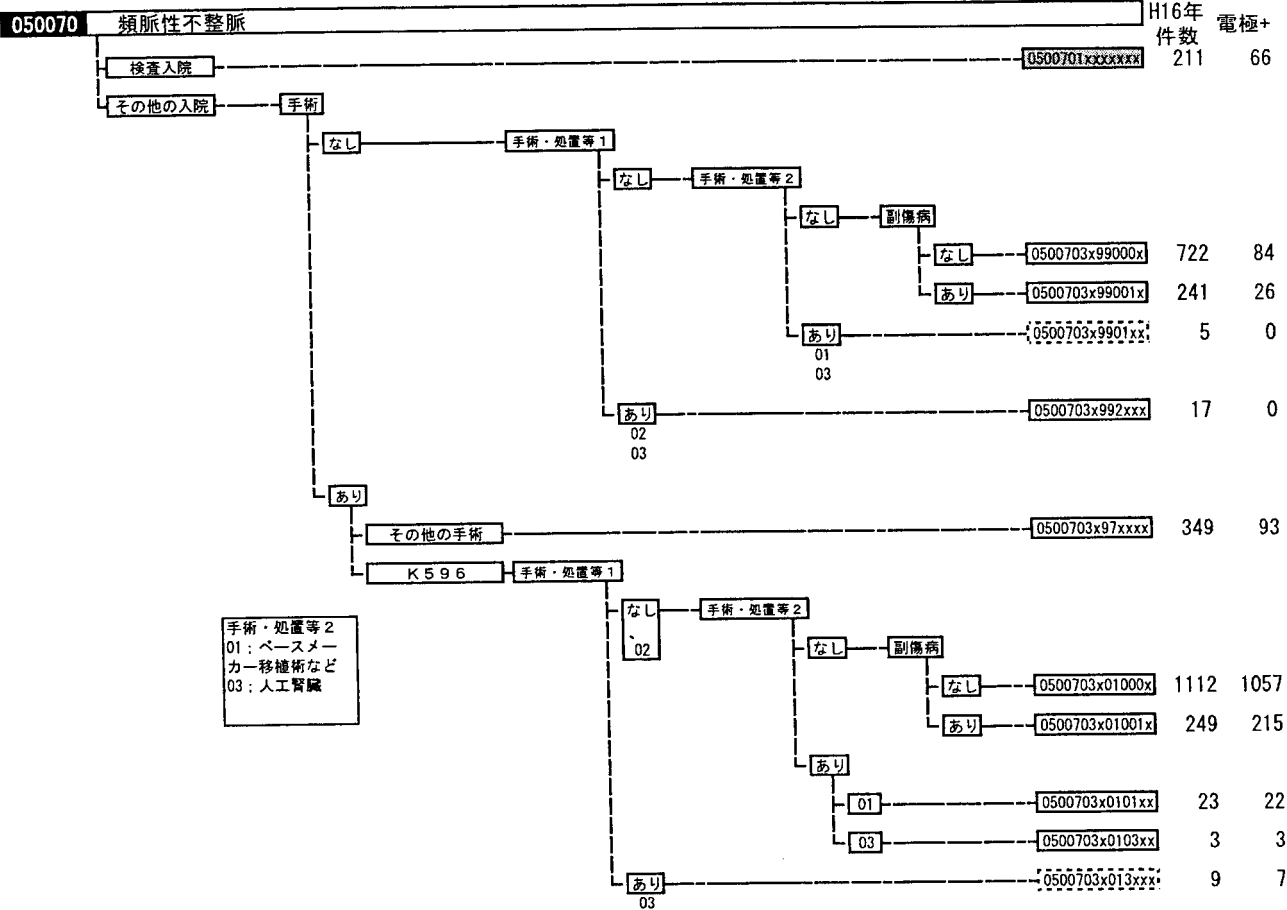 050070 頻脈性不整脈 H16年件数 電極+
検査入院 0500701xxxxxxx 211 66
その他の入院 手術
なし 手術・処置等1
なし 手術・処置等2
なし 副傷病
なし 0500703x99000x 722 84
あり 0500703x99001x 241 26
あり 0500703x9901xx 5 0
01
03
あり 0500703x992xxx 17 0
02
03
あり
その他の手術 0500703x97xxxx 349 93
K596 手術・処置等1
なし 手術・処置等2
、02
なし 副傷病
手術・処置等2
01;ペースメー
カー移植術など
03;人工腎臓
なし 0500703x01000x 1112 1057
あり 0500703x01001x 249 215
あり
01 0500703x0101xx 23 22
03 0500703x0103xx 3 3
あり 0500703x013xxx 9 7
03